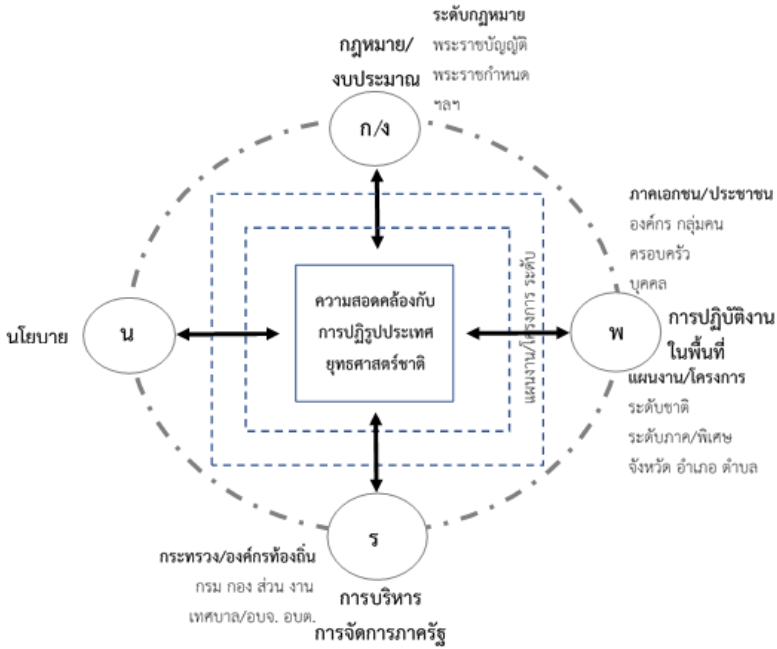 ระดับกฎหมาย
พระราชบัญญัติ
พระราชกำหนด
ฯลฯ
กฎหมาย/
งบประมาณ
ก/ง
ภาคเอกชน/ประชาชน
องค์กร กลุ่มคน
ครอบครัว
บุคคล
นโยบาย
น
ความสอดคล้องกับ
การปฏิรูปประเทศ
ยุทธศาสตร์ชาติ
แผนงาน/โครงการ
พ
การปฏิบัติงาน
ในพื้นที่
แผนงาน/โครงการ
ระดับชาติ
ระดับภาค/พิเศษ
จังหวัด อำเภอ ตำบล
ร
กระทรวง/องค์กรท้องถิ่น
กรม กอง ส่วน งาน
เทศบาล/อบจ. อบต.
การบริหาร
การจัดการภาครัฐ